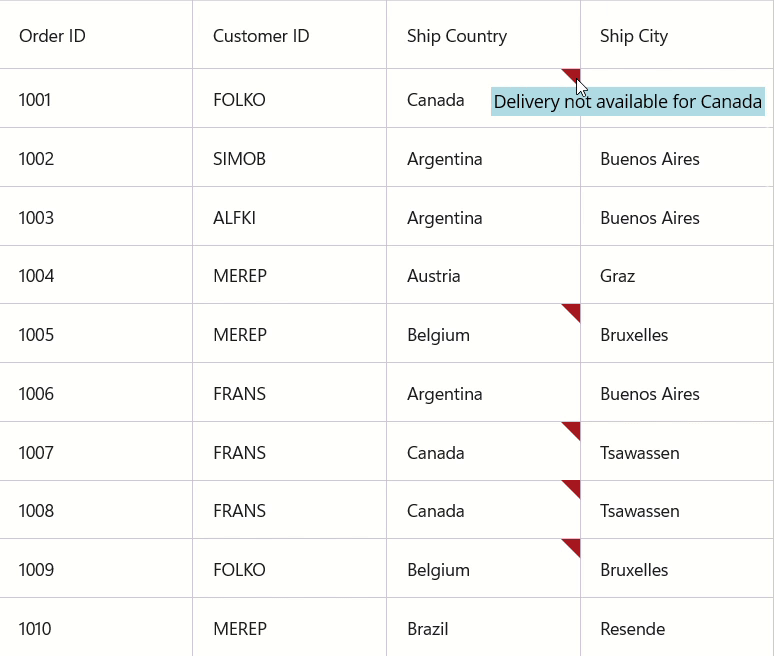 Order ID Customer ID Ship Country Ship City
1001 FOLKO Canada Delivery not available for Canada
1002 SIMOB Argentina Buenos Aires
1003 ALFKI Argentina Buenos Aires
1004 MEREP Austria Graz
1005 MEREP Belgium Bruxelles
1006 FRANS Argentina Buenos Aires
1007 FRANS Canada Tsawassen
1008 FRANS Canada Tsawassen
1009 FOLKO Belgium Bruxelles
1010 MEREP Brazil Resende